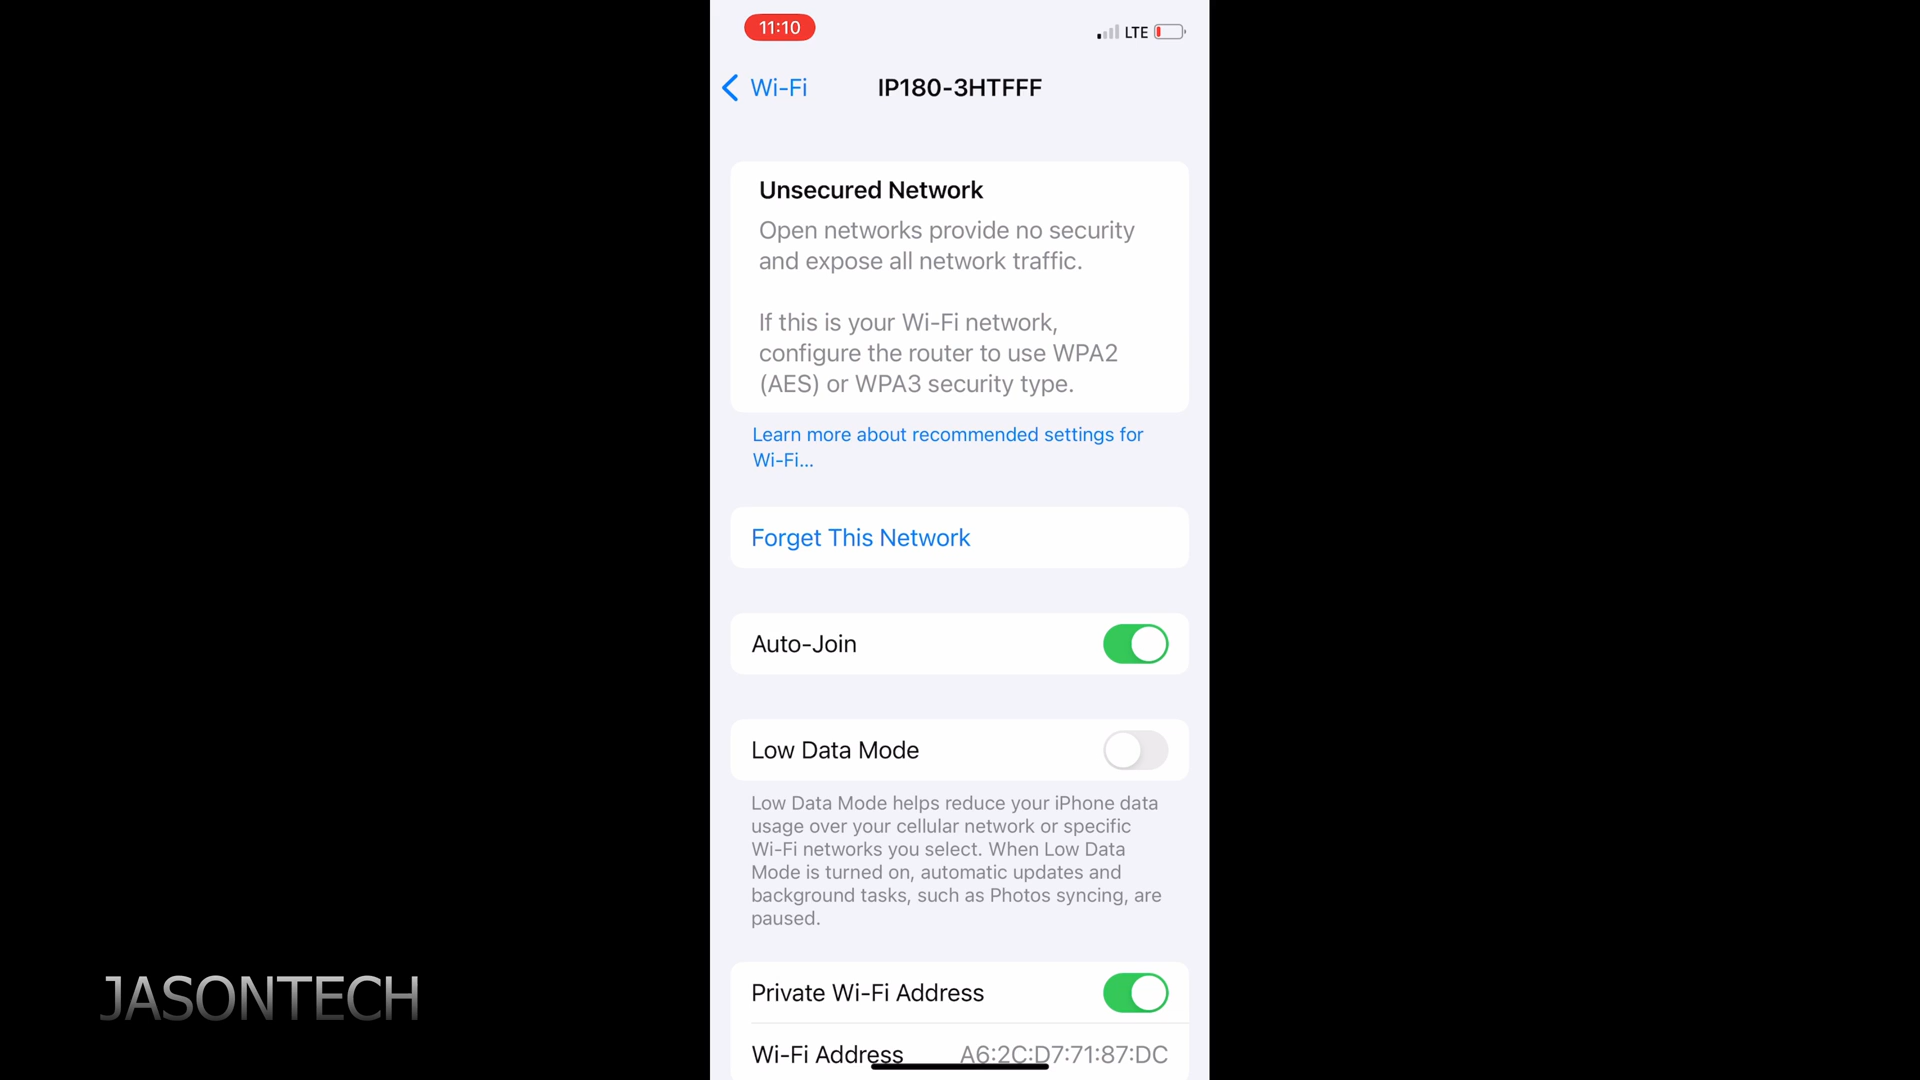 11:10
LTE
Wi-Fi
IP180-3HTFFF
Unsecured Network
Open networks provide no security
and expose all network traffic.
If this is your Wi-Fi network,
configure the router to use WPA2
(AES) or WPA3 security type.
Learn more about recommended settings for
Wi-Fi...
Forget This Network
Auto-Join
Low Data Mode
Low Data Mode helps reduce your iPhone data
usage over your cellular network or specific
Wi-Fi networks you select. When Low Data
Mode is turned on, automatic updates and
background tasks, such as Photos syncing, are
paused.
Private Wi-Fi Address
Wi-Fi Address A6:2C:D7:71:87:DC
JASONTECH